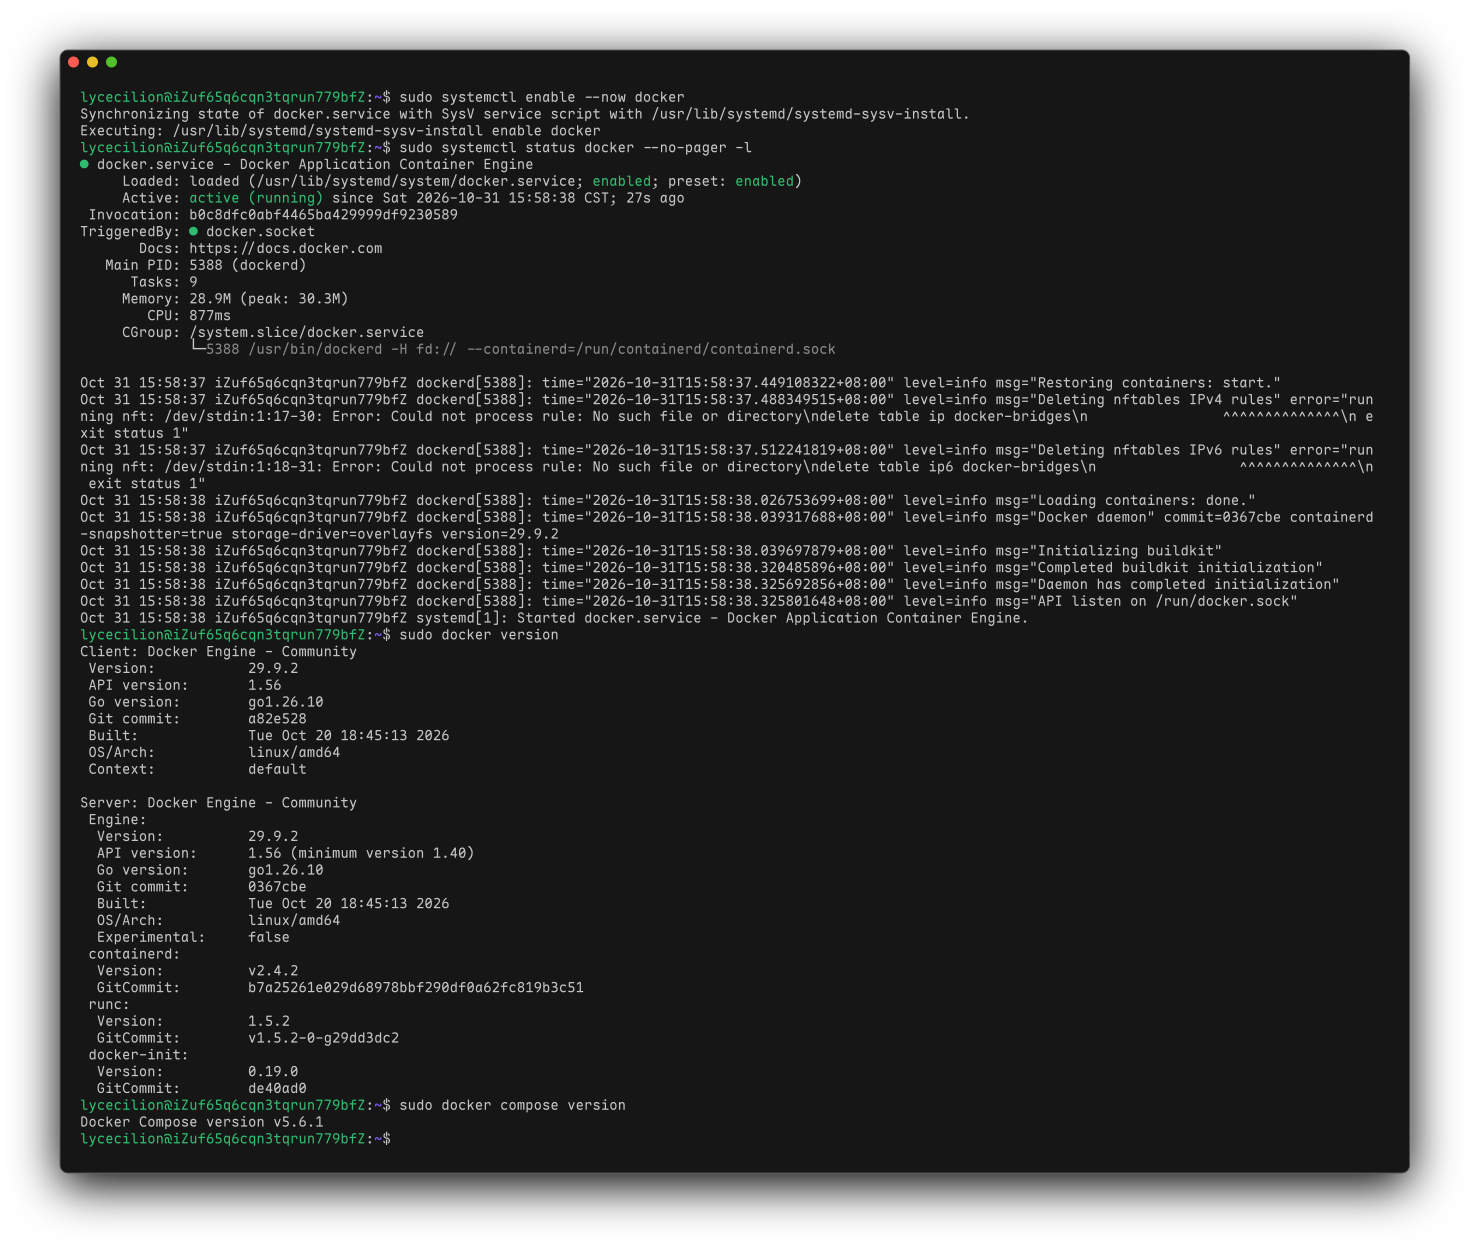 lycecilion@iZuf65q6cqn3tqrun779bfZ:~$ sudo systemctl enable --now docker
Synchronizing state of docker.service with SysV service script with /usr/lib/systemd/systemd-sysv-install.
Executing: /usr/lib/systemd/systemd-sysv-install enable docker
lycecilion@iZuf65q6cqn3tqrun779bfZ:~$ sudo systemctl status docker --no-pager -l
● docker.service - Docker Application Container Engine
     Loaded: loaded (/usr/lib/systemd/system/docker.service; enabled; preset: enabled)
     Active: active (running) since Sat 2026-10-31 15:58:38 CST; 27s ago
 Invocation: b0c8dfc0abf4465ba429999df9230589
TriggeredBy: ● docker.socket
       Docs: https://docs.docker.com
   Main PID: 5388 (dockerd)
      Tasks: 9
     Memory: 28.9M (peak: 30.3M)
        CPU: 877ms
     CGroup: /system.slice/docker.service
             └─5388 /usr/bin/dockerd -H fd:// --containerd=/run/containerd/containerd.sock
Oct 31 15:58:37 iZuf65q6cqn3tqrun779bfZ dockerd[5388]: time="2026-10-31T15:58:37.449108322+08:00" level=info msg="Restoring containers: start."
Oct 31 15:58:37 iZuf65q6cqn3tqrun779bfZ dockerd[5388]: time="2026-10-31T15:58:37.488349515+08:00" level=info msg="Deleting nftables IPv4 rules" error="run
ning nft: /dev/stdin:1:17-30: Error: Could not process rule: No such file or directory\ndelete table ip docker-bridges\n                ^^^^^^^^^^^^^^\n e
xit status 1"
Oct 31 15:58:37 iZuf65q6cqn3tqrun779bfZ dockerd[5388]: time="2026-10-31T15:58:37.512241819+08:00" level=info msg="Deleting nftables IPv6 rules" error="run
ning nft: /dev/stdin:1:18-31: Error: Could not process rule: No such file or directory\ndelete table ip6 docker-bridges\n                 ^^^^^^^^^^^^^^\n
 exit status 1"
Oct 31 15:58:38 iZuf65q6cqn3tqrun779bfZ dockerd[5388]: time="2026-10-31T15:58:38.026753699+08:00" level=info msg="Loading containers: done."
Oct 31 15:58:38 iZuf65q6cqn3tqrun779bfZ dockerd[5388]: time="2026-10-31T15:58:38.039317688+08:00" level=info msg="Docker daemon" commit=0367cbe containerd
-snapshotter=true storage-driver=overlayfs version=29.9.2
Oct 31 15:58:38 iZuf65q6cqn3tqrun779bfZ dockerd[5388]: time="2026-10-31T15:58:38.039697879+08:00" level=info msg="Initializing buildkit"
Oct 31 15:58:38 iZuf65q6cqn3tqrun779bfZ dockerd[5388]: time="2026-10-31T15:58:38.320485896+08:00" level=info msg="Completed buildkit initialization"
Oct 31 15:58:38 iZuf65q6cqn3tqrun779bfZ dockerd[5388]: time="2026-10-31T15:58:38.325692856+08:00" level=info msg="Daemon has completed initialization"
Oct 31 15:58:38 iZuf65q6cqn3tqrun779bfZ dockerd[5388]: time="2026-10-31T15:58:38.325801648+08:00" level=info msg="API listen on /run/docker.sock"
Oct 31 15:58:38 iZuf65q6cqn3tqrun779bfZ systemd[1]: Started docker.service - Docker Application Container Engine.
lycecilion@iZuf65q6cqn3tqrun779bfZ:~$ sudo docker version
Client: Docker Engine - Community
 Version:           29.9.2
 API version:       1.56
 Go version:        go1.26.10
 Git commit:        a82e528
 Built:             Tue Oct 20 18:45:13 2026
 OS/Arch:           linux/amd64
 Context:           default
Server: Docker Engine - Community
 Engine:
  Version:          29.9.2
  API version:      1.56 (minimum version 1.40)
  Go version:       go1.26.10
  Git commit:       0367cbe
  Built:            Tue Oct 20 18:45:13 2026
  OS/Arch:          linux/amd64
  Experimental:     false
 containerd:
  Version:          v2.4.2
  GitCommit:        b7a25261e029d68978bbf290df0a62fc819b3c51
 runc:
  Version:          1.5.2
  GitCommit:        v1.5.2-0-g29dd3dc2
 docker-init:
  Version:          0.19.0
  GitCommit:        de40ad0
lycecilion@iZuf65q6cqn3tqrun779bfZ:~$ sudo docker compose version
Docker Compose version v5.6.1
lycecilion@iZuf65q6cqn3tqrun779bfZ:~$